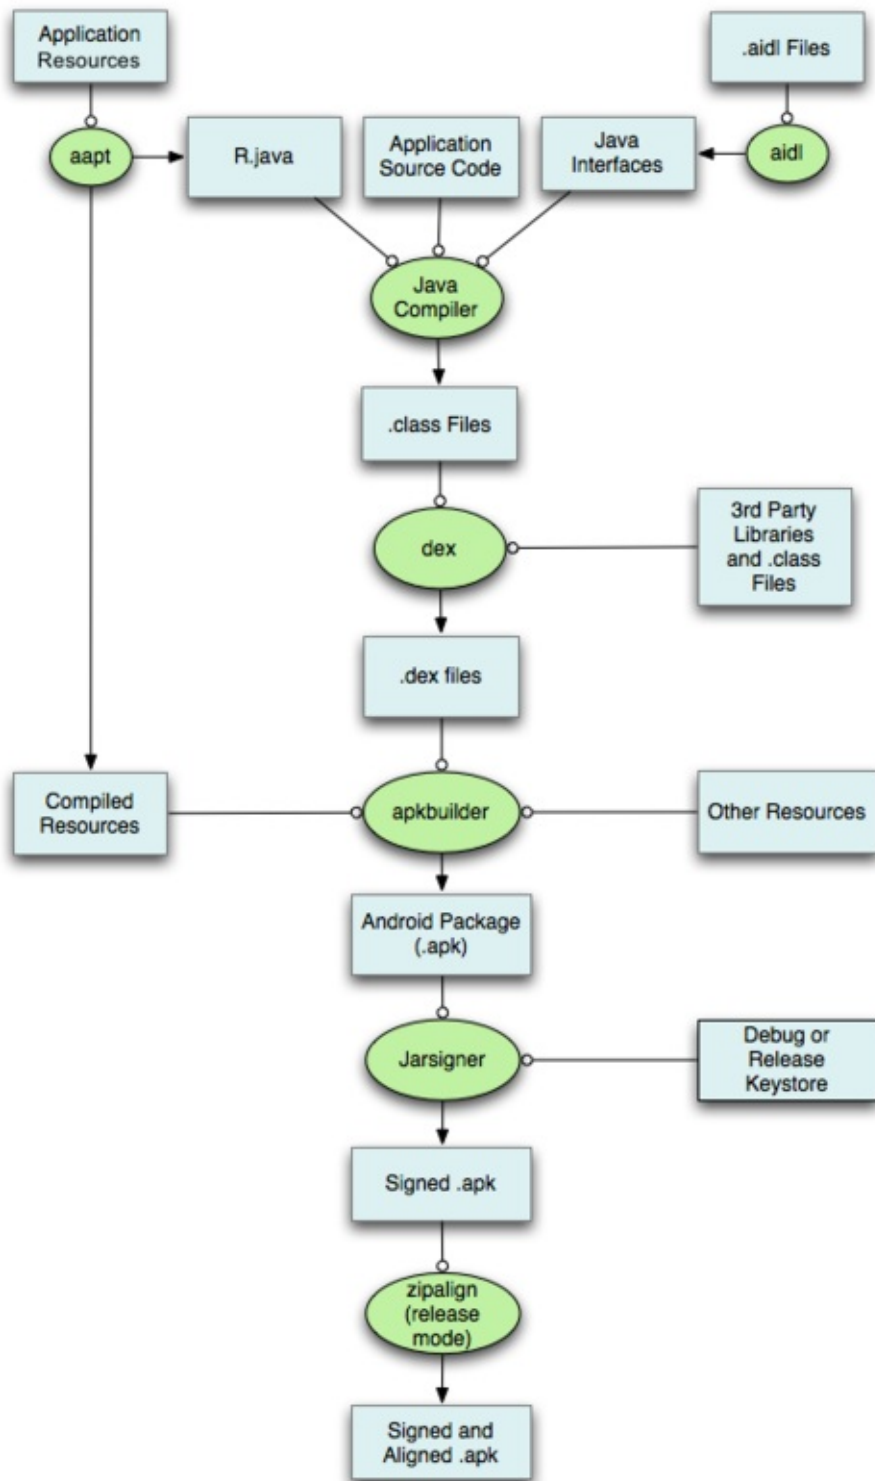 Application
Resources
.aidl Files
aapt
R.java
Application
Source Code
Java
Interfaces
aidl
Java
Compiler
.class Files
dex
3rd Party
Libraries
and .class
Files
.dex files
Compiled
Resources
apkbuilder
Other Resources
Android Package
(.apk)
Jarsigner
Debug or
Release
Keystore
Signed .apk
zipalign
(release
mode)
Signed and
Aligned .apk